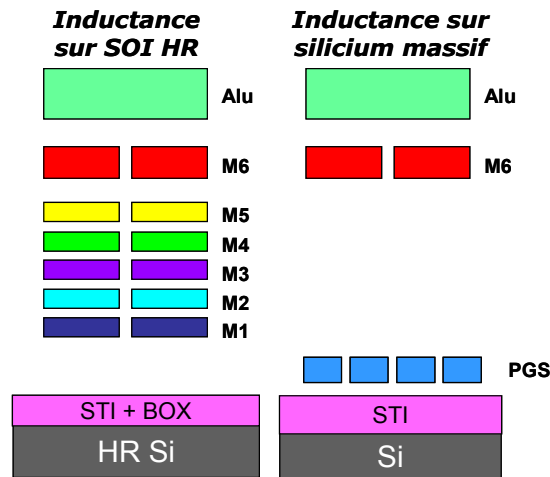 Inductance
sur SOI HR
Inductance sur
silicium massif
Alu
Alu
M6
M6
M5
M4
M3
M2
M1
PGS
STI + BOX
STI
HR Si
Si